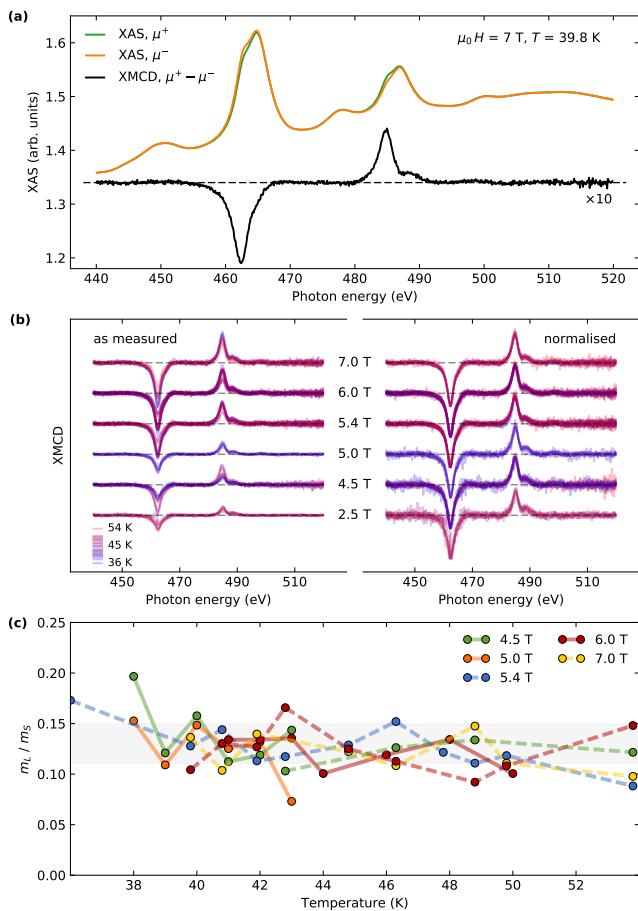 (a)
XAS, μ⁺
XAS, μ⁻
XMCD, μ⁺ − μ⁻
μ₀ H = 7 T, T = 39.8 K
1.6
1.5
1.4
1.3
1.2
XAS (arb. units)
×10
440 450 460 470 480 490 500 510 520
Photon energy (eV)
(b)
as measured
normalised
7.0 T
6.0 T
5.4 T
5.0 T
4.5 T
2.5 T
XMCD
54 K
45 K
36 K
450 470 490 510
450 470 490 510
Photon energy (eV)
Photon energy (eV)
(c)
0.25
0.20
0.15
0.10
0.05
0.00
m_L / m_S
4.5 T
5.0 T
5.4 T
6.0 T
7.0 T
38 40 42 44 46 48 50 52
Temperature (K)